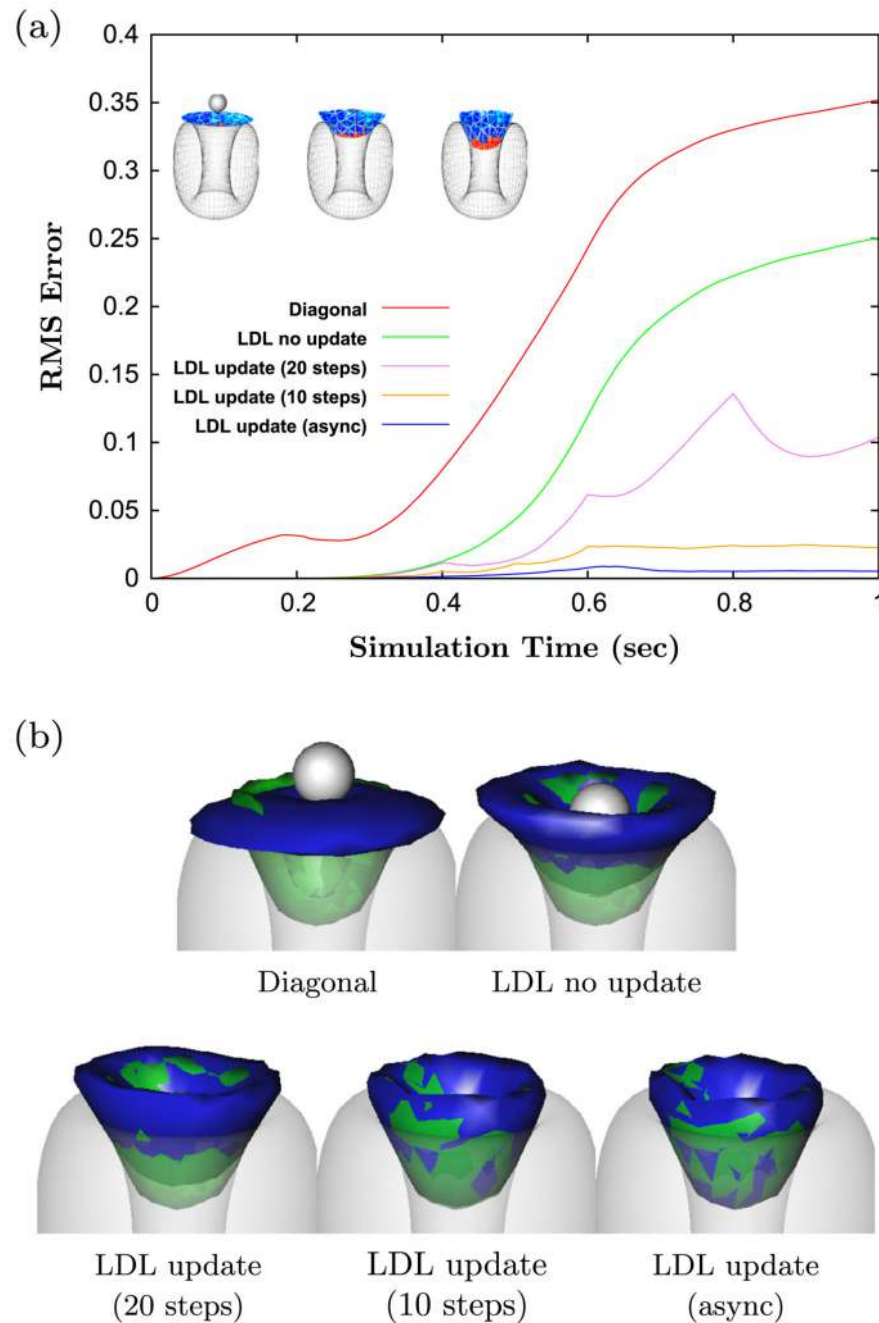 (a)
0.4
0.35
0.3
0.25
0.2
0.15
0.1
0.05
0
RMS Error
Diagonal
LDL no update
LDL update (20 steps)
LDL update (10 steps)
LDL update (async)
0 0.2 0.4 0.6 0.8 1
Simulation Time (sec)
(b)
Diagonal LDL no update
LDL update LDL update LDL update
(20 steps) (10 steps) (async)